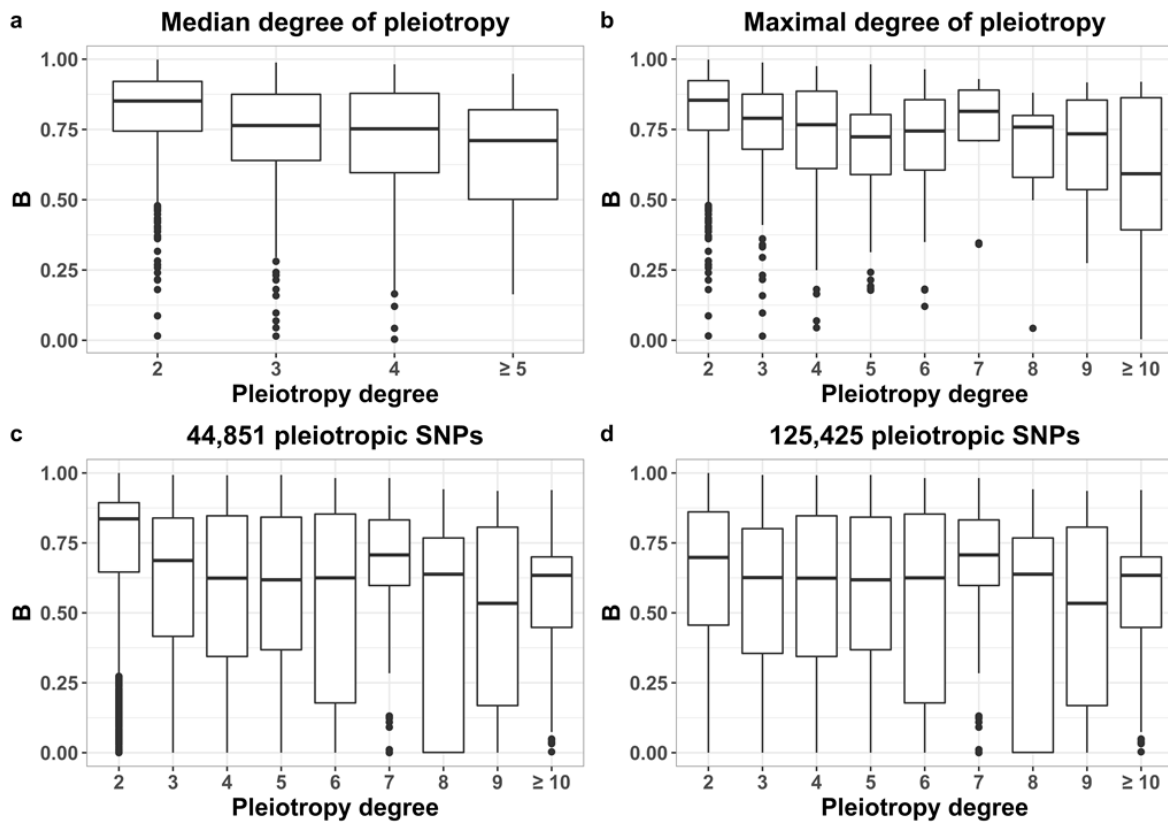 a Median degree of pleiotropy
1.00
0.75
B
0.50
0.25
0.00
2 3 4 ≥ 5
Pleiotropy degree
b Maximal degree of pleiotropy
1.00
0.75
B
0.50
0.25
0.00
2 3 4 5 6 7 8 9 ≥ 10
Pleiotropy degree
c 44,851 pleiotropic SNPs
1.00
0.75
B
0.50
0.25
0.00
2 3 4 5 6 7 8 9 ≥ 10
Pleiotropy degree
d 125,425 pleiotropic SNPs
1.00
0.75
B
0.50
0.25
0.00
2 3 4 5 6 7 8 9 ≥ 10
Pleiotropy degree